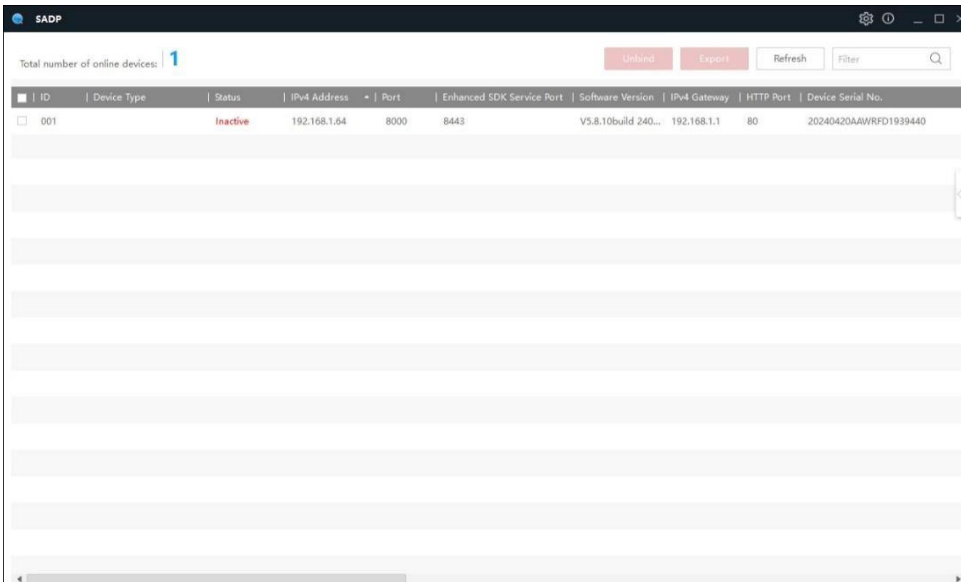 SADP
Total number of online devices: 1 Unbind Export Refresh Filter
ID | Device Type | Status | IPv4 Address | Port | Enhanced SDK Service Port | Software Version | IPv4 Gateway | HTTP Port | Device Serial No.
001 Inactive 192.168.1.64 8000 8443 V5.8.10build 240... 192.168.1.1 80 20240420AAWRFD1939440